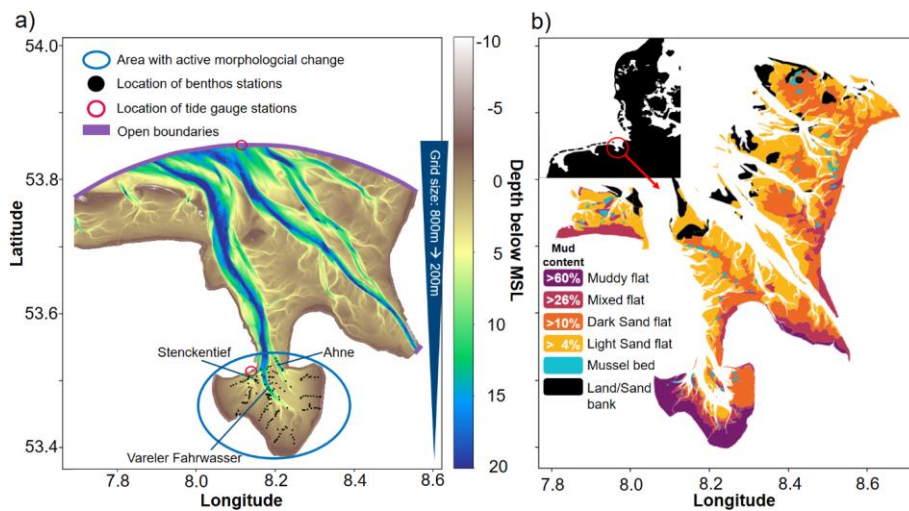 a)
54.0
53.8
53.6
53.4
Latitude
Area with active morphologcial change
Location of benthos stations
Location of tide gauge stations
Open boundaries
Stenckentief
Ahne
Vareler Fahrwasser
7.8
8.0
8.2
8.4
8.6
Longitude
-10
-5
0
5
10
15
20
Depth below MSL
Grid size: 800m → 200m
b)
Mud
content
>60% Muddy flat
>26% Mixed flat
>10% Dark Sand flat
> 4% Light Sand flat
Mussel bed
Land/Sand
bank
7.8
8.0
8.2
8.4
8.6
Longitude